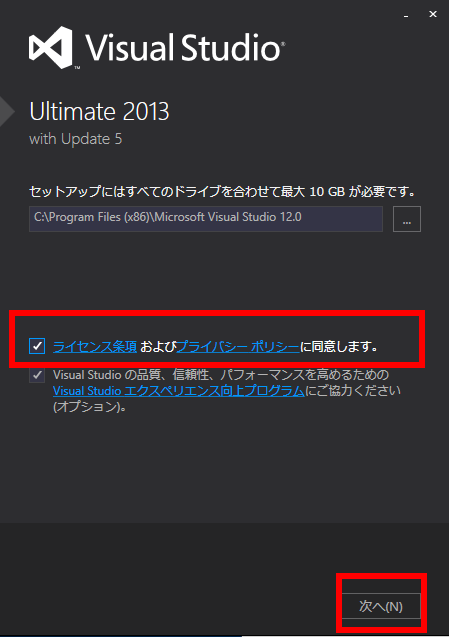 Visual Studio®
™
Ultimate 2013
with Update 5
セットアップにはすべてのドライブを合わせて最大 10 GB が必要です。
C:\Program Files (x86)\Microsoft Visual Studio 12.0
...
ライセンス条項 およびプライバシー ポリシーに同意します。
Visual Studio の品質、信頼性、パフォーマンスを高めるための
Visual Studio エクスペリエンス向上プログラムにご協力ください
(オプション)。
次へ(N)